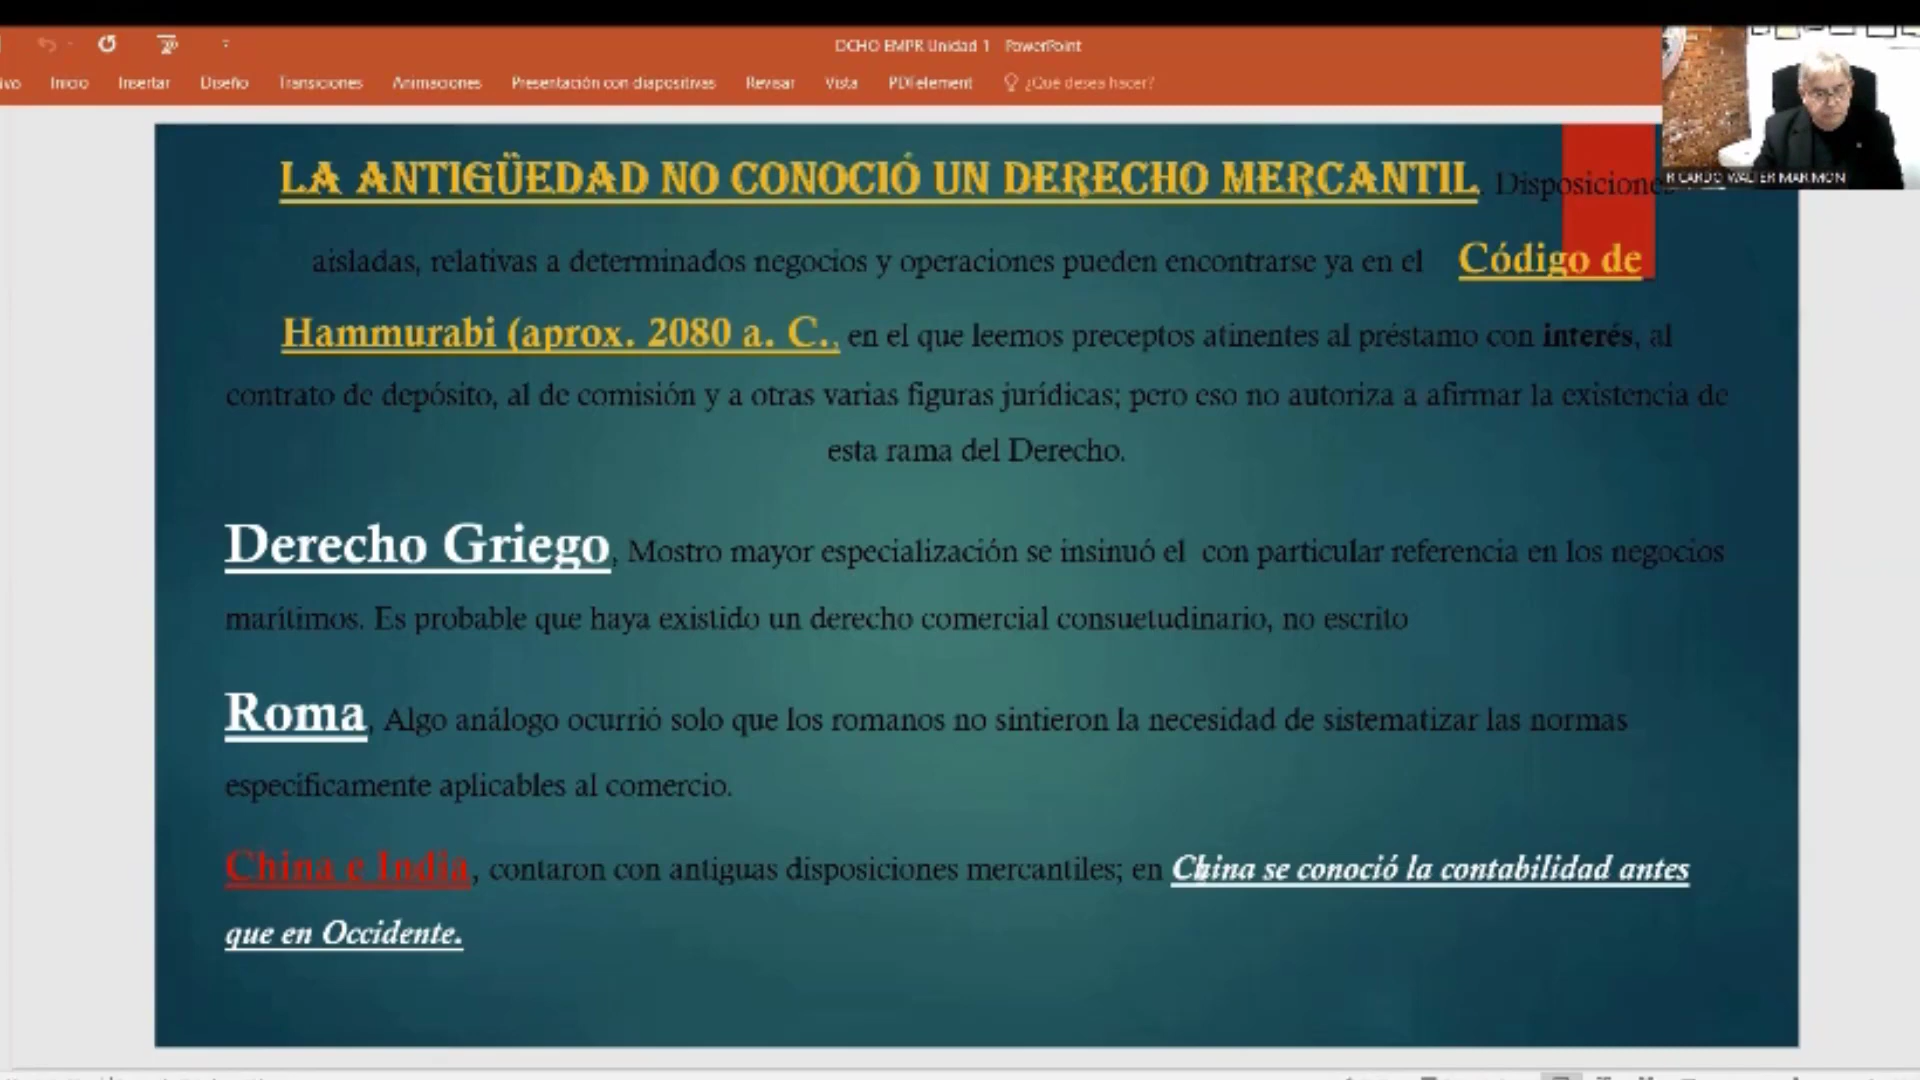 DCHO EMPR Unidad 1 PowerPoint
Inicio Insertar Diseño Transiciones Animaciones Presentación con diapositivas Revisar Vista PDFelement ¿Qué desea hacer?
RICARDO WALTER MARIMON
LA ANTIGÜEDAD NO CONOCIÓ UN DERECHO MERCANTIL. Disposiciones
aisladas, relativas a determinados negocios y operaciones pueden encontrarse ya en el Código de
Hammurabi (aprox. 2080 a. C., en el que leemos preceptos atinentes al préstamo con interés, al
contrato de depósito, al de comisión y a otras varias figuras jurídicas; pero eso no autoriza a afirmar la existencia de
esta rama del Derecho.
Derecho Griego, Mostro mayor especialización se insinuó el con particular referencia en los negocios
marítimos. Es probable que haya existido un derecho comercial consuetudinario, no escrito
Roma, Algo análogo ocurrió solo que los romanos no sintieron la necesidad de sistematizar las normas
específicamente aplicables al comercio.
China e India, contaron con antiguas disposiciones mercantiles; en China se conoció la contabilidad antes
que en Occidente.